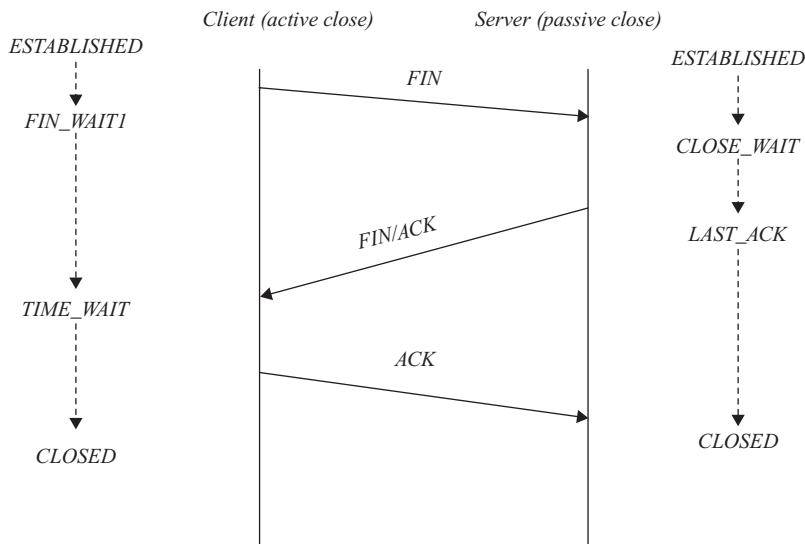 Client (active close)
Server (passive close)
ESTABLISHED
ESTABLISHED
FIN
FIN_WAIT1
CLOSE_WAIT
FIN/ACK
LAST_ACK
TIME_WAIT
ACK
CLOSED
CLOSED